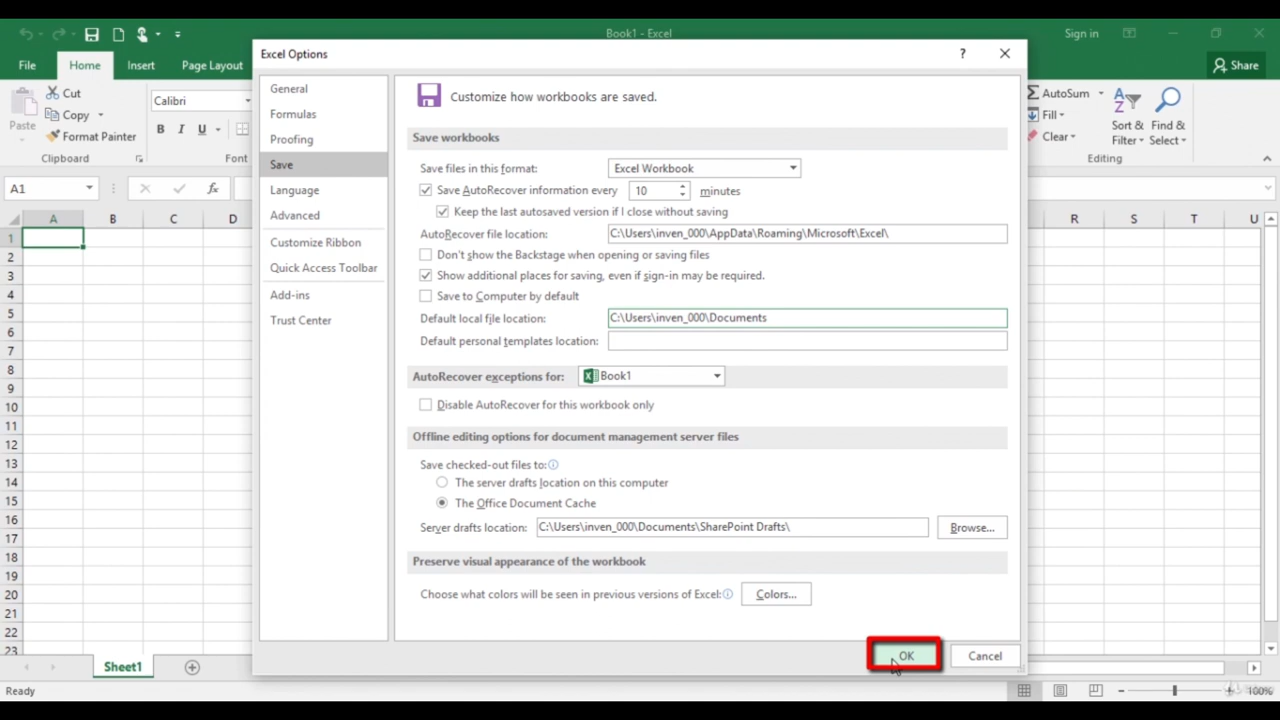 Book1 - Excel
Sign in
File
Home
Insert
Page Layout
Share
Excel Options
?
Cut
Copy
Paste
Format Painter
Clipboard
Calibri
B I U
Font
AutoSum
Fill
Clear
Sort & Filter
Find & Select
Editing
A1
fx
A B C D R S T U
1
2
3
4
5
6
7
8
9
10
11
12
13
14
15
16
17
18
19
20
21
22
23
General
Formulas
Proofing
Save
Language
Advanced
Customize Ribbon
Quick Access Toolbar
Add-ins
Trust Center
Customize how workbooks are saved.
Save workbooks
Save files in this format: Excel Workbook
Save AutoRecover information every 10 minutes
Keep the last autosaved version if I close without saving
AutoRecover file location: C:\Users\inven_000\AppData\Roaming\Microsoft\Excel\
Don't show the Backstage when opening or saving files
Show additional places for saving, even if sign-in may be required.
Save to Computer by default
Default local file location: C:\Users\inven_000\Documents
Default personal templates location:
AutoRecover exceptions for: Book1
Disable AutoRecover for this workbook only
Offline editing options for document management server files
Save checked-out files to:
The server drafts location on this computer
The Office Document Cache
Server drafts location: C:\Users\inven_000\Documents\SharePoint Drafts\ Browse...
Preserve visual appearance of the workbook
Choose what colors will be seen in previous versions of Excel: Colors...
OK Cancel
Sheet1
Ready
100%